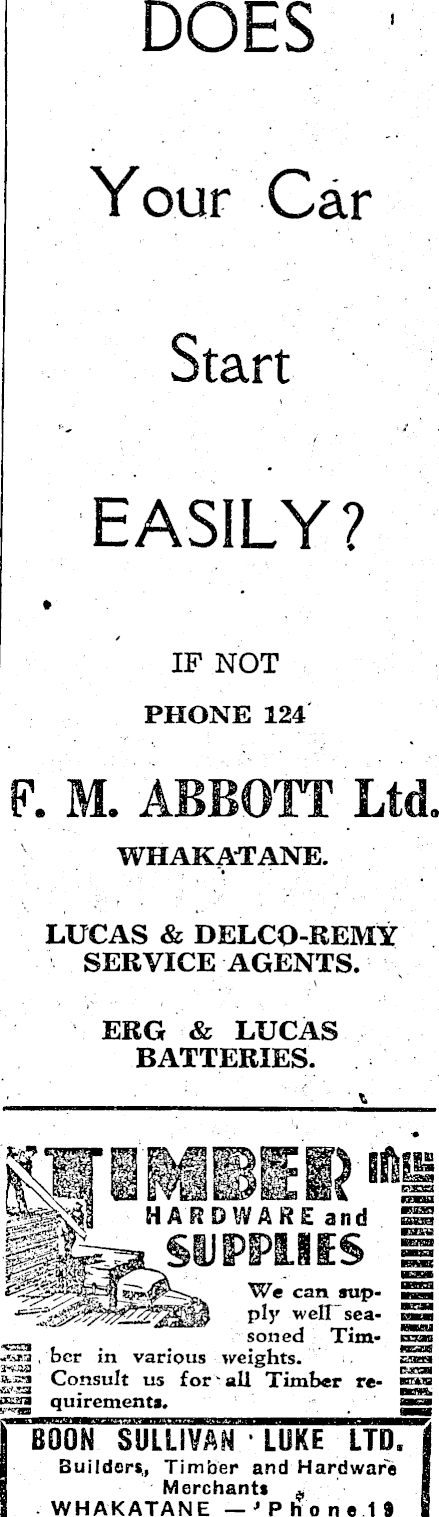 DOES
Your Car
Start
EASILY?
IF NOT
PHONE 124
F. M. ABBOTT Ltd.
WHAKATANE.
LUCAS & DELCO-REMY
SERVICE AGENTS.
ERG & LUCAS
BATTERIES.
TIMBER
HARDWARE and
SUPPLIES
We can sup-
ply well sea-
soned Tim-
ber in various weights.
Consult us for all Timber re-
quirements.
BOON SULLIVAN LUKE LTD.
Builders, Timber and Hardware
Merchants
WHAKATANE — Phone 19